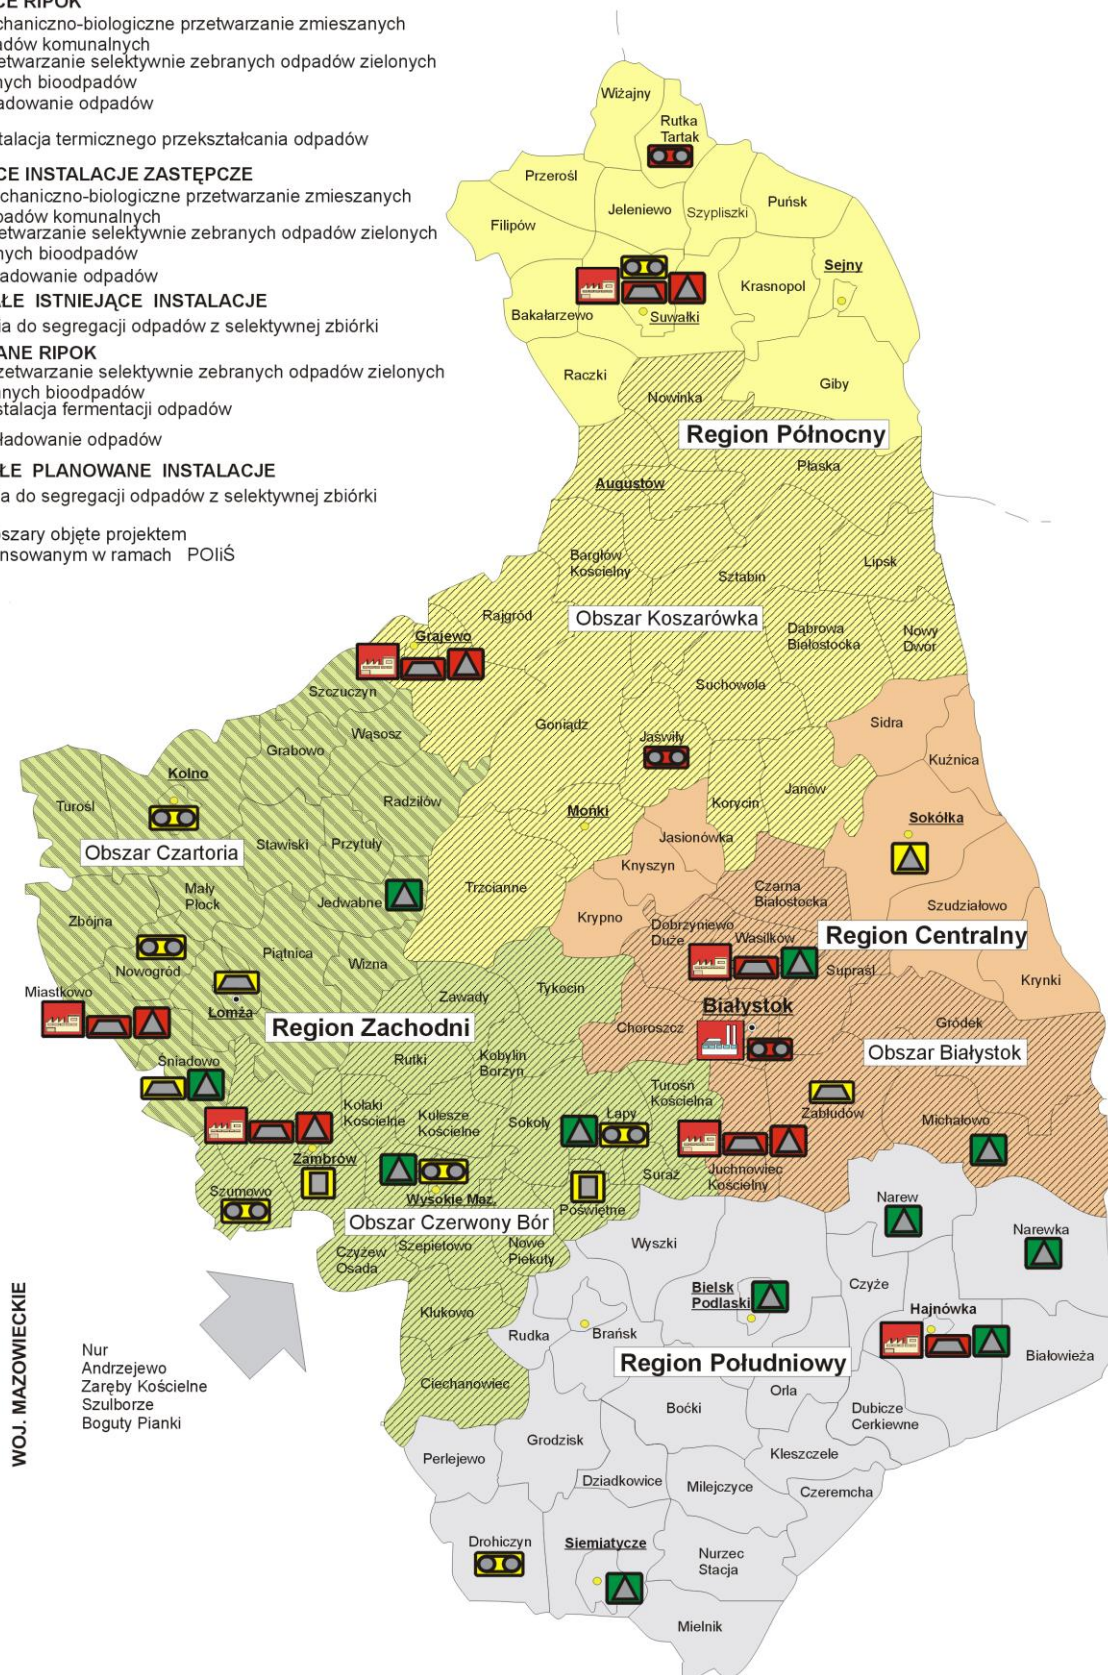 CE RIPOK
chaniczno-biologiczne przetwarzanie zmieszanych
adów komunalnych
etwarzanie selektywnie zebranych odpadów zielonych
nych bioodpadów
adowanie odpadów
talacja termicznego przekształcania odpadów
CE INSTALACJE ZASTĘPCZE
chaniczno-biologiczne przetwarzanie zmieszanych
padów komunalnych
etwarzanie selektywnie zebranych odpadów zielonych
nych bioodpadów
adowanie odpadów
AŁE ISTNIEJĄCE INSTALACJE
ia do segregacji odpadów z selektywnej zbiórki
ANE RIPOK
zetwarzanie selektywnie zebranych odpadów zielonych
nych bioodpadów
stalacja fermentacji odpadów
ładowanie odpadów
ŁE PLANOWANE INSTALACJE
a do segregacji odpadów z selektywnej zbiórki
szary objęte projektem
nsowanym w ramach POIiŚ
Wiżajny
Rutka
Tartak
Przerośl
Jeleniewo
Szypliszki
Puńsk
Filipów
Sejny
Krasnopol
Bakałarzewo
Suwałki
Raczki
Giby
Nowinka
Region Północny
Płaska
Augustów
Bargłów
Kościelny
Sztabin
Lipsk
Rajgród
Obszar Koszarówka
Dąbrowa
Białostocka
Nowy
Dwór
Grajewo
Szczuczyn
Suchowola
Goniądz
Sidra
Wąsosz
Grabowo
Jaświły
Kuźnica
Kolno
Turośl
Radziłów
Janów
Korycin
Mońki
Sokółka
Jasionówka
Obszar Czartoria
Stawiski
Przytuły
Knyszyn
Trzcianne
Mały
Płock
Jedwabne
Czarna
Białostocka
Szudziałowo
Zbójna
Krypno
Dobrzyniewo
Duże
Wasilków
Region Centralny
Nowogród
Piątnica
Wizna
Supraśl
Krynki
Miastkowo
Łomża
Zawady
Tykocin
Białystok
Region Zachodni
Choroszcz
Gródek
Obszar Białystok
Śniadowo
Rutki
Kobylin
Borzyn
Turośń
Kościelna
Kołaki
Kościelne
Kulesze
Kościelne
Sokoły
Łapy
Zabłudów
Michałowo
Zambrów
Suraż
Juchnowiec
Kościelny
Szumowo
Wysokie Maz.
Poświętne
Narew
Narewka
Obszar Czerwony Bór
Czyżew
Osada
Szepietowo
Nowe
Piekuty
Wyszki
Czyże
Bielsk
Podlaski
Hajnówka
Klukowo
Rudka
Brańsk
Białowieża
Region Południowy
WOJ. MAZOWIECKIE
Nur
Andrzejewo
Zaręby Kościelne
Szulborze
Boguty Pianki
Ciechanowiec
Orla
Boćki
Dubicze
Cerkiewne
Grodzisk
Perlejewo
Kleszczele
Dziadkowice
Milejczyce
Czeremcha
Drohiczyn
Siemiatycze
Nurzec
Stacja
Mielnik